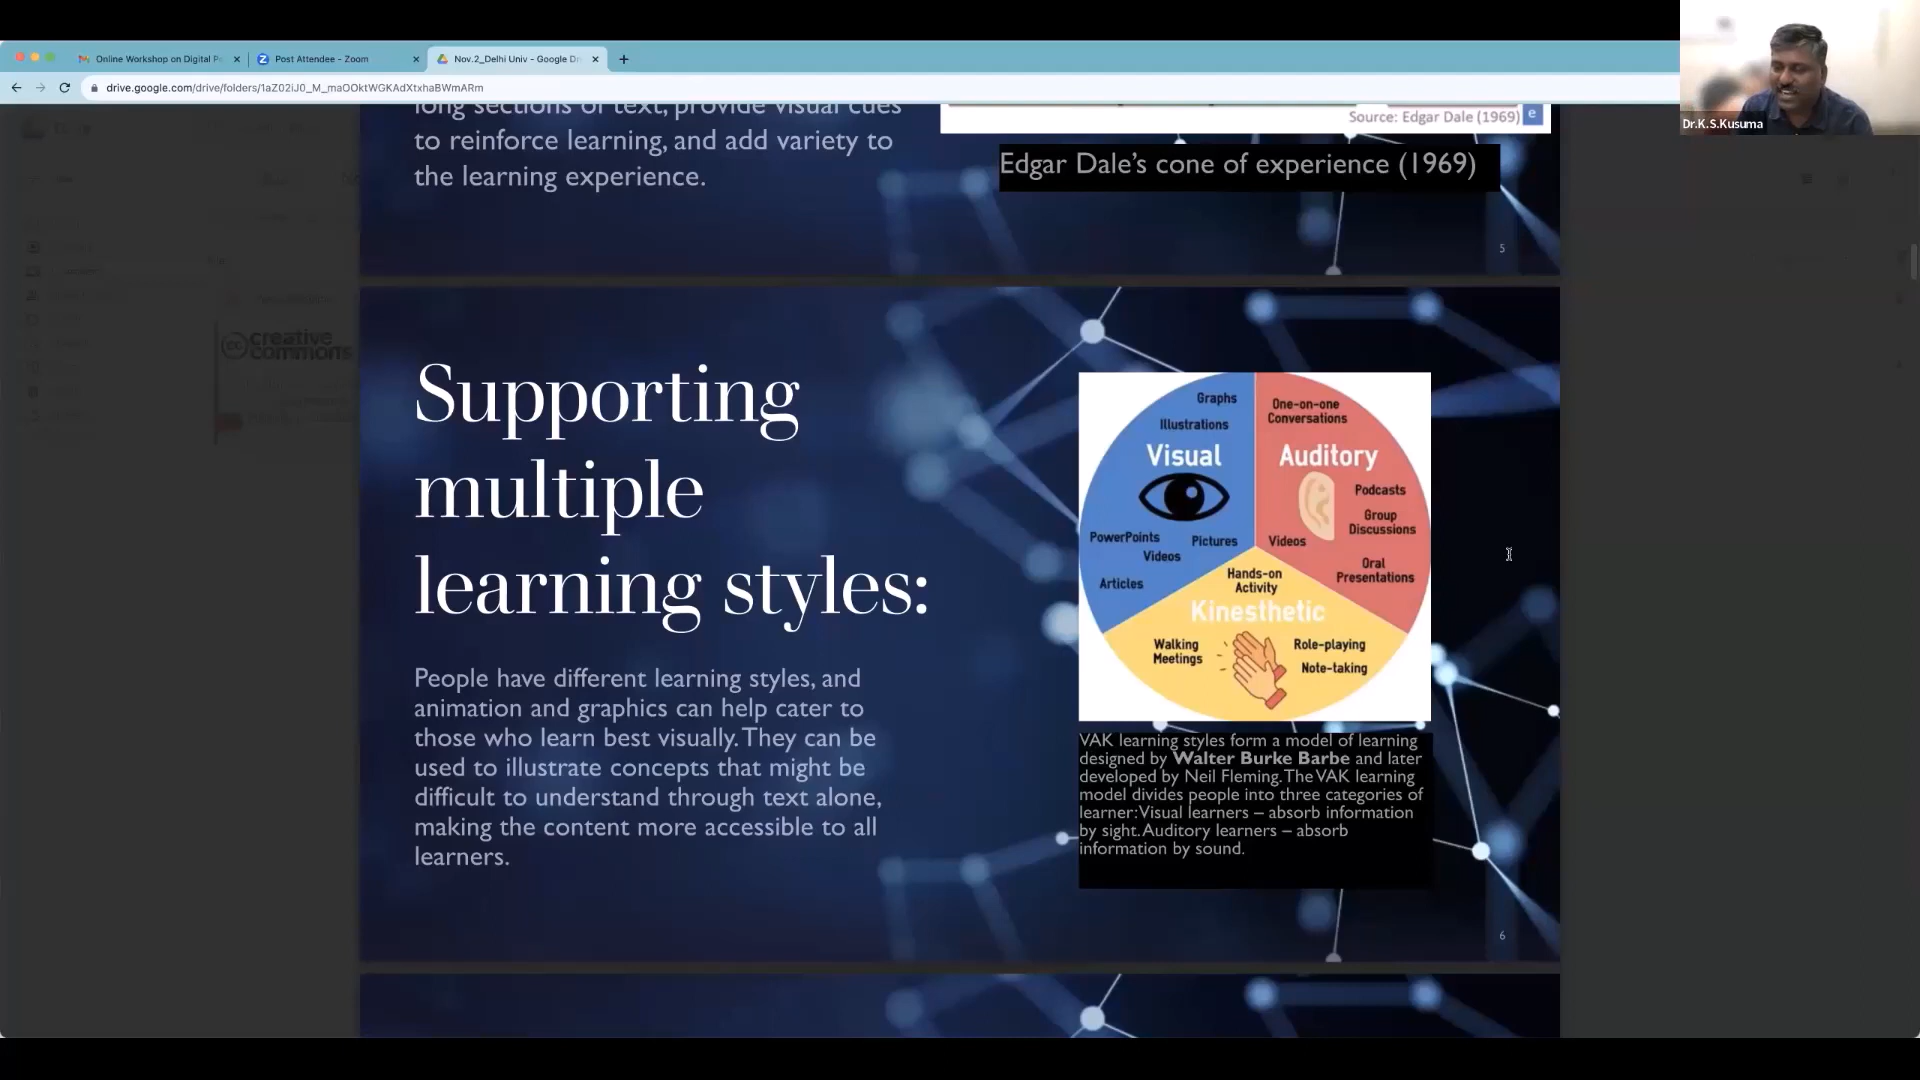 Online Workshop on Digital P
Post Attendee - Zoom
Nov.2_Delhi Univ - Google Dr
drive.google.com/drive/folders/1aZ02iJ0_M_maOOktWGKAdXtxhaBWmARm
Dr.K.S.Kusuma
long sections of text, provide visual cues
to reinforce learning, and add variety to
the learning experience.
Source: Edgar Dale (1969)
e
Edgar Dale’s cone of experience (1969)
5
creative
commons
Supporting
multiple
learning styles:
People have different learning styles, and
animation and graphics can help cater to
those who learn best visually. They can be
used to illustrate concepts that might be
difficult to understand through text alone,
making the content more accessible to all
learners.
Graphs
Illustrations
Visual
PowerPoints
Pictures
Videos
Articles
One-on-one
Conversations
Auditory
Podcasts
Group
Discussions
Videos
Oral
Presentations
Hands-on
Activity
Kinesthetic
Walking
Meetings
Role-playing
Note-taking
VAK learning styles form a model of learning
designed by Walter Burke Barbe and later
developed by Neil Fleming. The VAK learning
model divides people into three categories of
learner: Visual learners – absorb information
by sight. Auditory learners – absorb
information by sound.
6